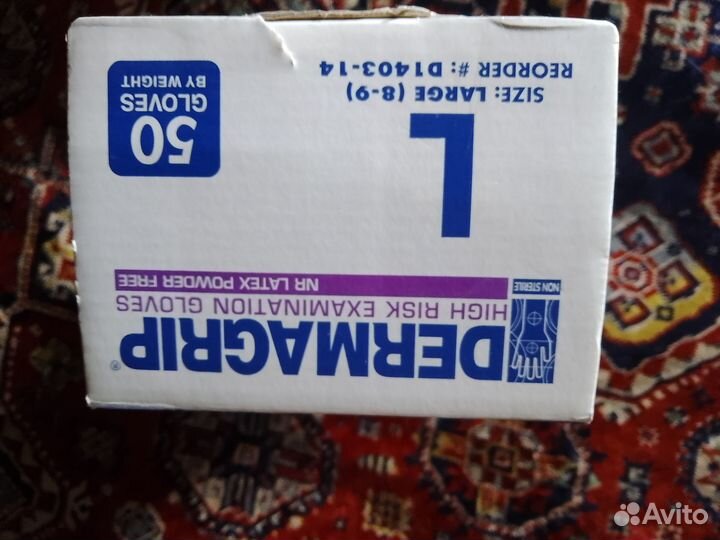 DERMAGRIP®
HIGH RISK EXAMINATION GLOVES
NR LATEX POWDER FREE
NON STERILE
L
SIZE: LARGE (8-9)
REORDER #: D1403-14
50
GLOVES
BY WEIGHT
Avito